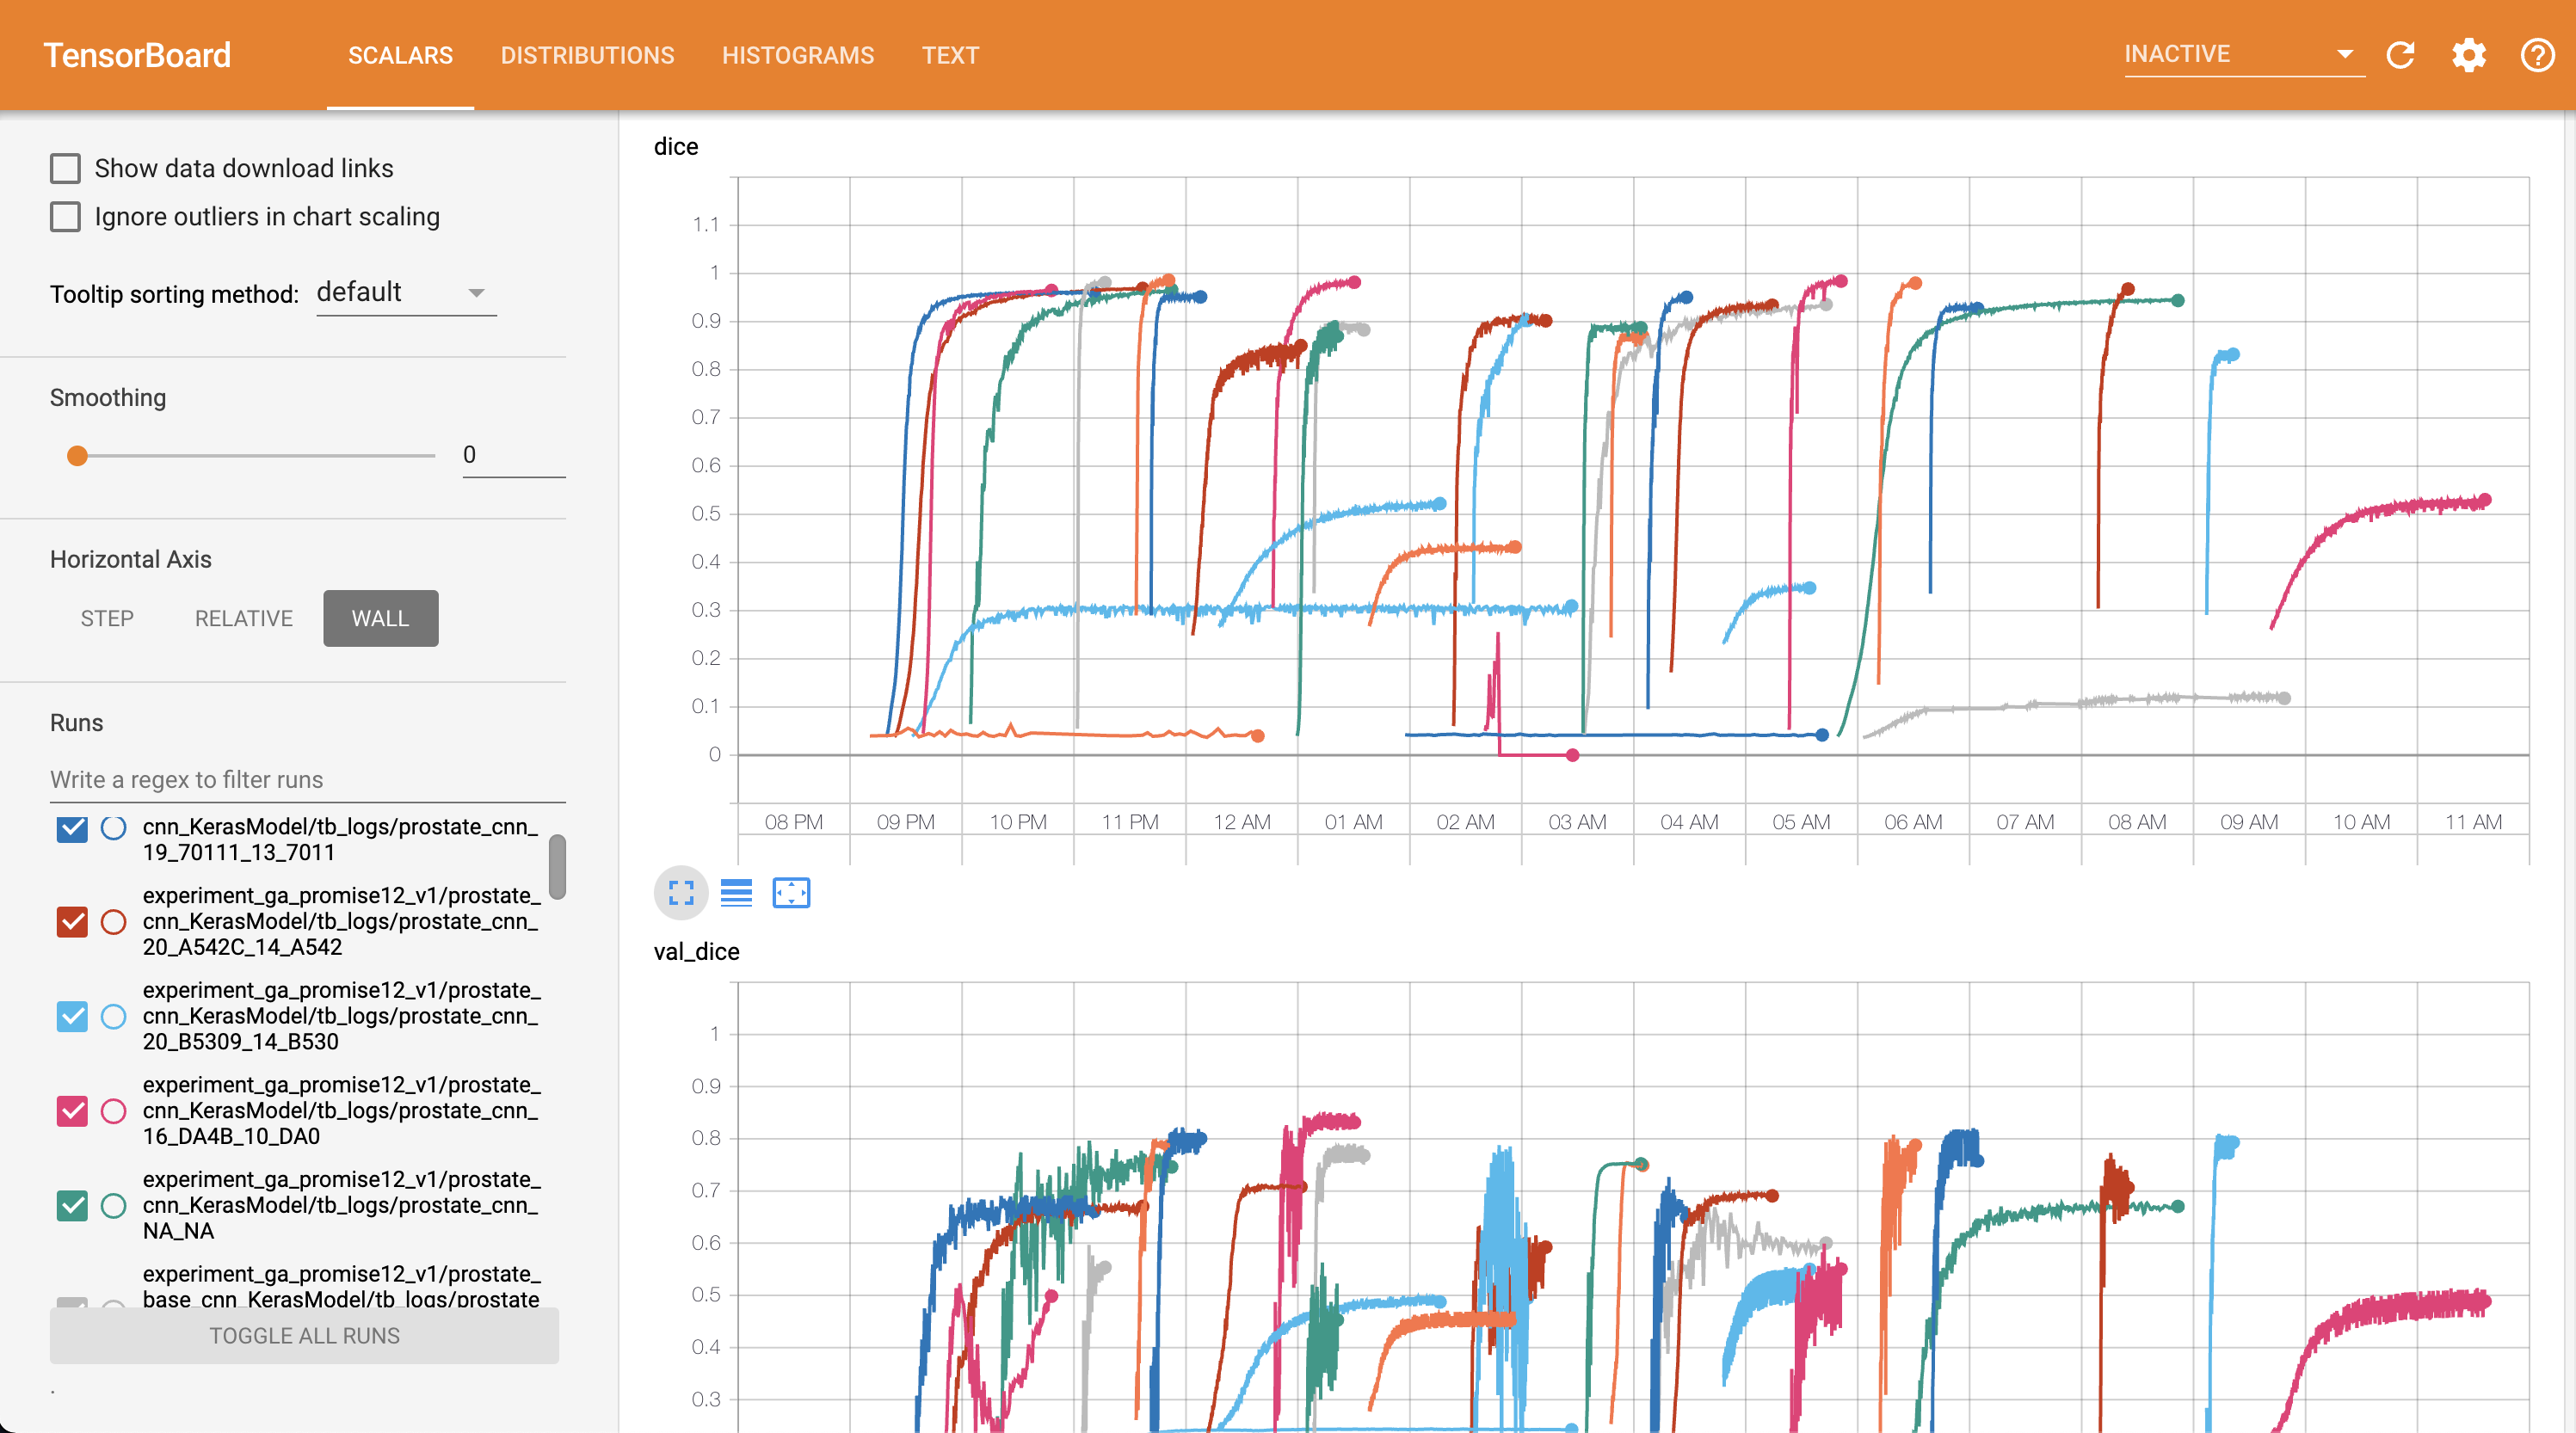 TensorBoard SCALARS DISTRIBUTIONS HISTOGRAMS TEXT INACTIVE
Show data download links
Ignore outliers in chart scaling
Tooltip sorting method: default
Smoothing
0
Horizontal Axis
STEP RELATIVE WALL
Runs
Write a regex to filter runs
cnn_KerasModel/tb_logs/prostate_cnn_
19_70111_13_7011
experiment_ga_promise12_v1/prostate_
cnn_KerasModel/tb_logs/prostate_cnn_
20_A542C_14_A542
experiment_ga_promise12_v1/prostate_
cnn_KerasModel/tb_logs/prostate_cnn_
20_B5309_14_B530
experiment_ga_promise12_v1/prostate_
cnn_KerasModel/tb_logs/prostate_cnn_
16_DA4B_10_DA0
experiment_ga_promise12_v1/prostate_
cnn_KerasModel/tb_logs/prostate_cnn_
NA_NA
experiment_ga_promise12_v1/prostate_
base_cnn_KerasModel/tb_logs/prostate
TOGGLE ALL RUNS
.
dice
1.1
1
0.9
0.8
0.7
0.6
0.5
0.4
0.3
0.2
0.1
0
08 PM 09 PM 10 PM 11 PM 12 AM 01 AM 02 AM 03 AM 04 AM 05 AM 06 AM 07 AM 08 AM 09 AM 10 AM 11 AM
val_dice
1
0.9
0.8
0.7
0.6
0.5
0.4
0.3